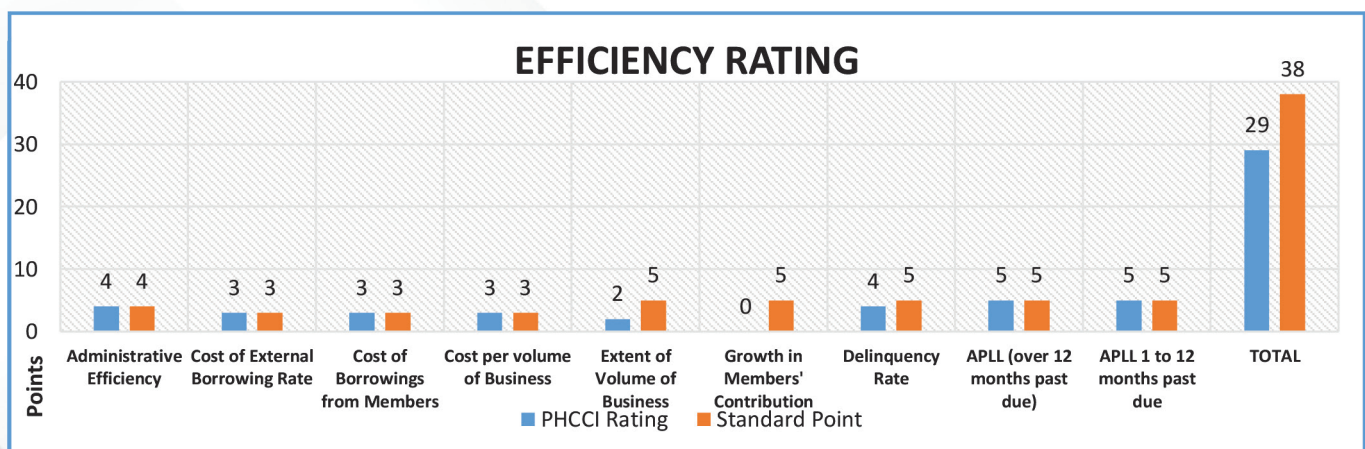 EFFICIENCY RATING
40
30
20
10
0
Points
4 4
3 3
3 3
3 3
2 5
0 5
4 5
5 5
5 5
29 38
Administrative
Efficiency
Cost of External
Borrowing Rate
Cost of
Borrowings
from Members
Cost per volume
of Business
Extent of
Volume of
Business
Growth in
Members'
Contribution
Delinquency
Rate
APLL (over 12
months past
due)
APLL 1 to 12
months past
due
TOTAL
PHCCI Rating
Standard Point